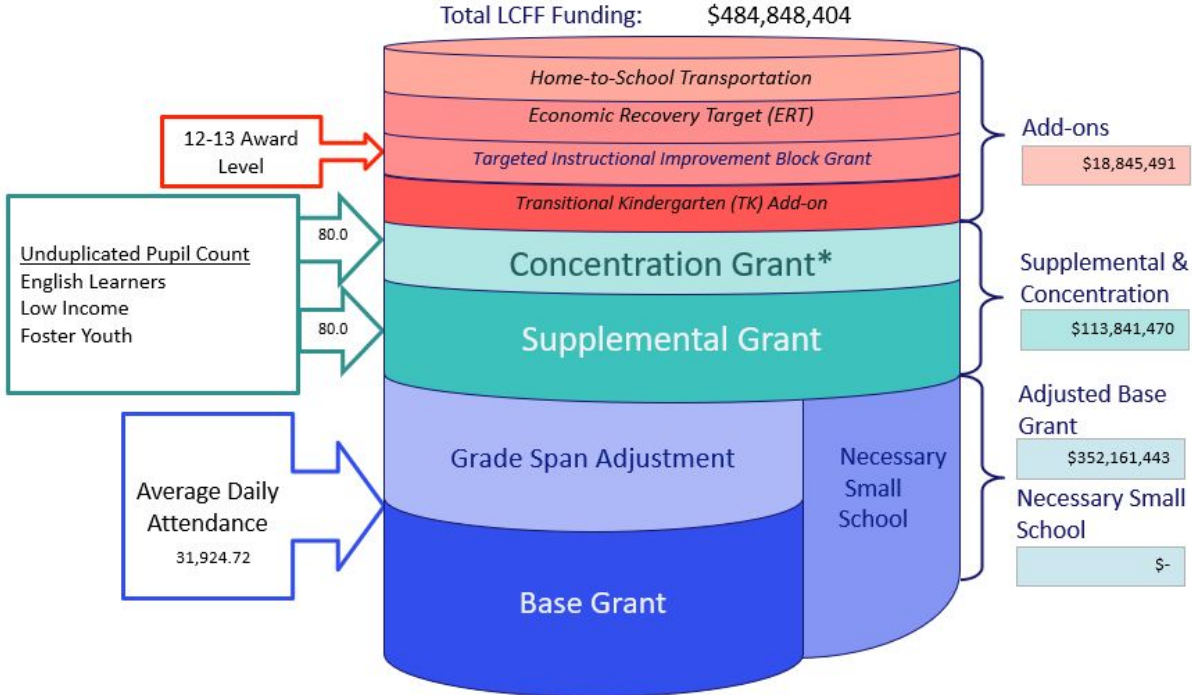 Total LCFF Funding: $484,848,404
Home-to-School Transportation
Economic Recovery Target (ERT)
12-13 Award
Level
Targeted Instructional Improvement Block Grant
Transitional Kindergarten (TK) Add-on
Add-ons
$18,845,491
Unduplicated Pupil Count
English Learners
Low Income
Foster Youth
80.0
80.0
Concentration Grant*
Supplemental Grant
Supplemental &
Concentration
$113,841,470
Average Daily
Attendance
31,924.72
Grade Span Adjustment
Base Grant
Necessary
Small
School
Adjusted Base
Grant
$352,161,443
Necessary Small
School
$-